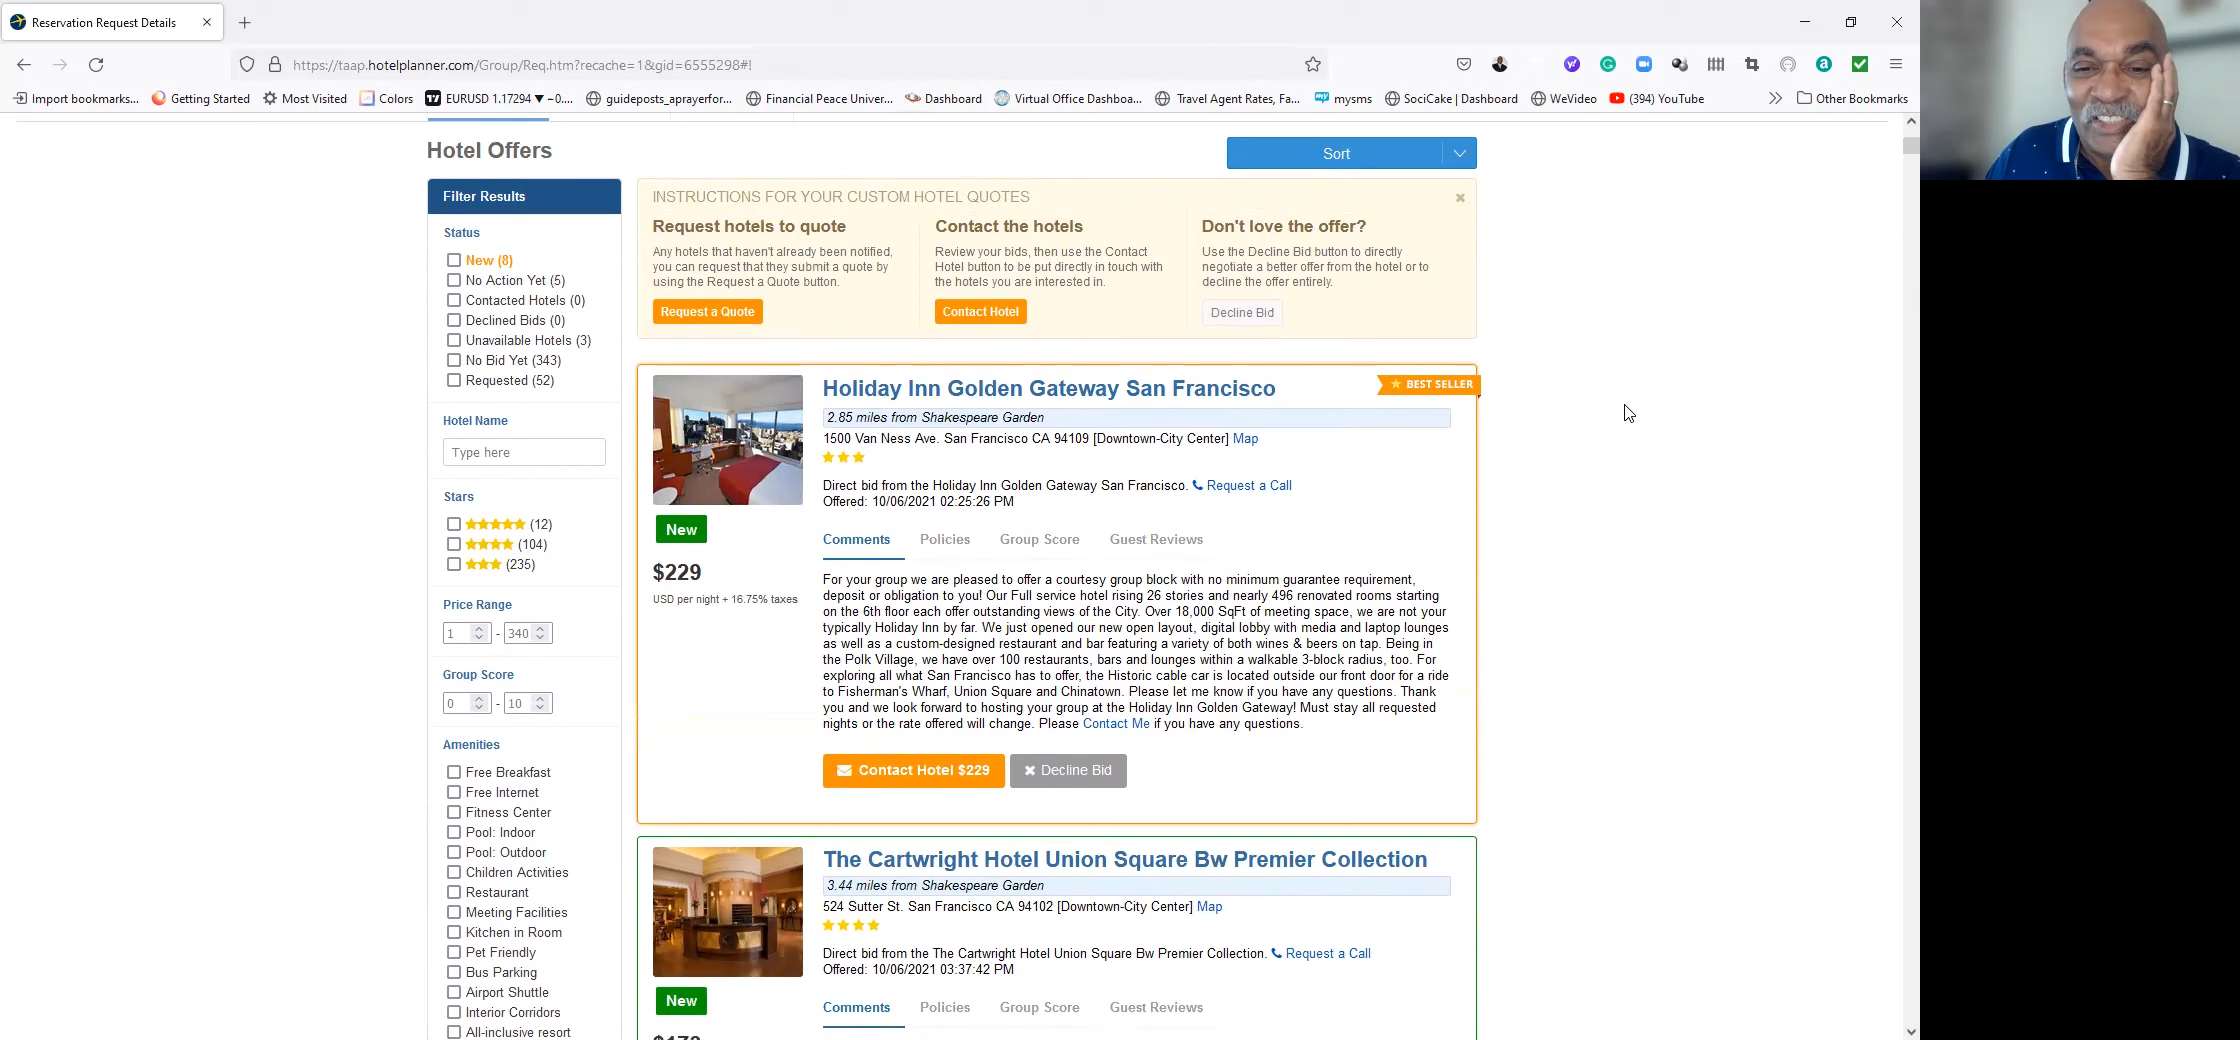 Reservation Request Details
https://taap.hotelplanner.com/Group/Req.htm?recache=1&gid=6555298#!
Import bookmarks...
Getting Started
Most Visited
Colors
EURUSD 1.17294 ▼ −0....
guideposts_aprayerfor...
Financial Peace Univer...
Dashboard
Virtual Office Dashboa...
Travel Agent Rates, Fa...
mysms
SociCake | Dashboard
WeVideo
(394) YouTube
Other Bookmarks
Hotel Offers
Sort
Filter Results
Status
New (8)
No Action Yet (5)
Contacted Hotels (0)
Declined Bids (0)
Unavailable Hotels (3)
No Bid Yet (343)
Requested (52)
Hotel Name
Type here
Stars
(12)
(104)
(235)
Price Range
1 - 340
Group Score
0 - 10
Amenities
Free Breakfast
Free Internet
Fitness Center
Pool: Indoor
Pool: Outdoor
Children Activities
Restaurant
Meeting Facilities
Kitchen in Room
Pet Friendly
Bus Parking
Airport Shuttle
Interior Corridors
All-inclusive resort
INSTRUCTIONS FOR YOUR CUSTOM HOTEL QUOTES
Request hotels to quote
Any hotels that haven't already been notified,
you can request that they submit a quote by
using the Request a Quote button.
Request a Quote
Contact the hotels
Review your bids, then use the Contact
Hotel button to be put directly in touch with
the hotels you are interested in.
Contact Hotel
Don't love the offer?
Use the Decline Bid button to directly
negotiate a better offer from the hotel or to
decline the offer entirely.
Decline Bid
Holiday Inn Golden Gateway San Francisco
BEST SELLER
2.85 miles from Shakespeare Garden
1500 Van Ness Ave. San Francisco CA 94109 [Downtown-City Center] Map
Direct bid from the Holiday Inn Golden Gateway San Francisco. Request a Call
Offered: 10/06/2021 02:25:26 PM
New
$229
USD per night + 16.75% taxes
Comments Policies Group Score Guest Reviews
For your group we are pleased to offer a courtesy group block with no minimum guarantee requirement,
deposit or obligation to you! Our Full service hotel rising 26 stories and nearly 496 renovated rooms starting
on the 6th floor each offer outstanding views of the City. Over 18,000 SqFt of meeting space, we are not your
typically Holiday Inn by far. We just opened our new open layout, digital lobby with media and laptop lounges
as well as a custom-designed restaurant and bar featuring a variety of both wines & beers on tap. Being in
the Polk Village, we have over 100 restaurants, bars and lounges within a walkable 3-block radius, too. For
exploring all what San Francisco has to offer, the Historic cable car is located outside our front door for a ride
to Fisherman's Wharf, Union Square and Chinatown. Please let me know if you have any questions. Thank
you and we look forward to hosting your group at the Holiday Inn Golden Gateway! Must stay all requested
nights or the rate offered will change. Please Contact Me if you have any questions.
Contact Hotel $229
Decline Bid
The Cartwright Hotel Union Square Bw Premier Collection
3.44 miles from Shakespeare Garden
524 Sutter St. San Francisco CA 94102 [Downtown-City Center] Map
Direct bid from the The Cartwright Hotel Union Square Bw Premier Collection. Request a Call
Offered: 10/06/2021 03:37:42 PM
New
Comments Policies Group Score Guest Reviews